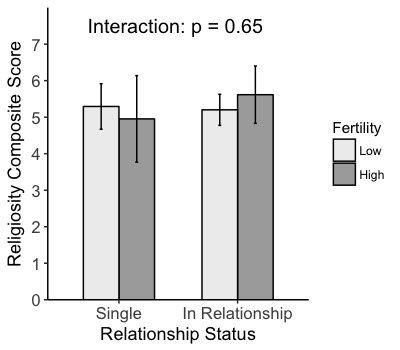 Interaction: p = 0.65
Religiosity Composite Score
7
6
5
4
3
2
1
0
Single
In Relationship
Relationship Status
Fertility
Low
High